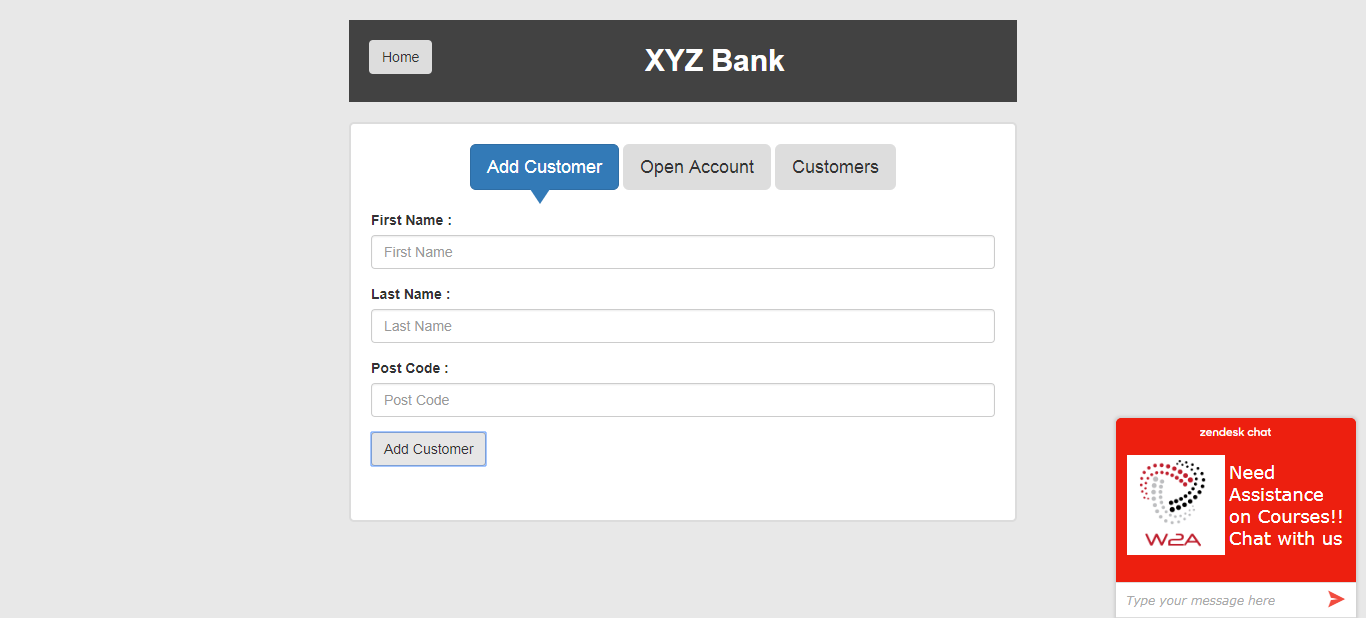 Home
XYZ Bank
Add Customer
Open Account
Customers
First Name :
First Name
Last Name :
Last Name
Post Code :
Post Code
Add Customer
zendesk chat
W2A
Need
Assistance
on Courses!!
Chat with us
Type your message here